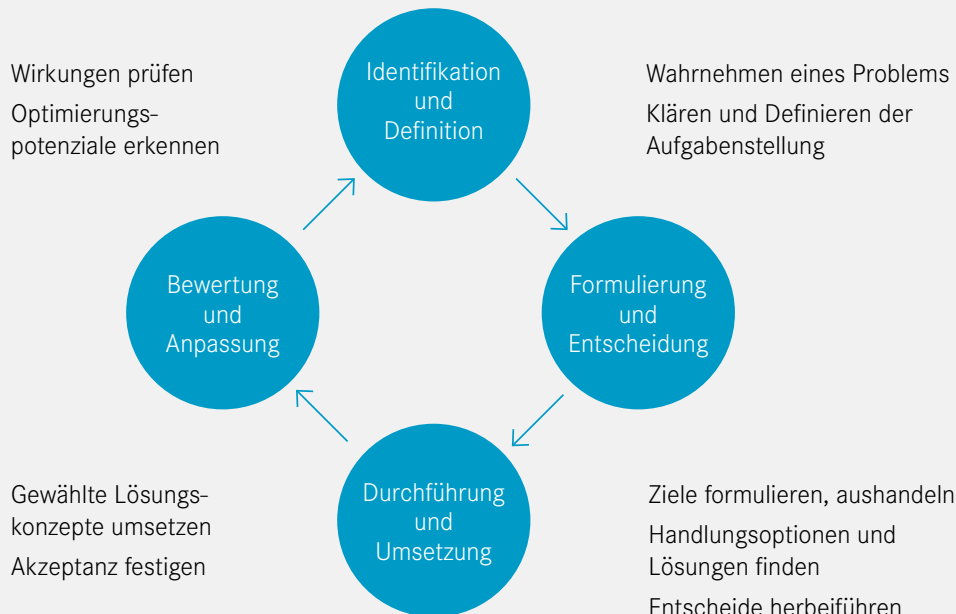 Wirkungen prüfen
Optimierungs-
potenziale erkennen
Identifikation
und
Definition
Wahrnehmen eines Problems
Klären und Definieren der
Aufgabenstellung
Bewertung
und
Anpassung
Formulierung
und
Entscheidung
Gewählte Lösungs-
konzepte umsetzen
Akzeptanz festigen
Durchführung
und
Umsetzung
Ziele formulieren, aushandeln
Handlungsoptionen und
Lösungen finden
Entscheide herbeiführen